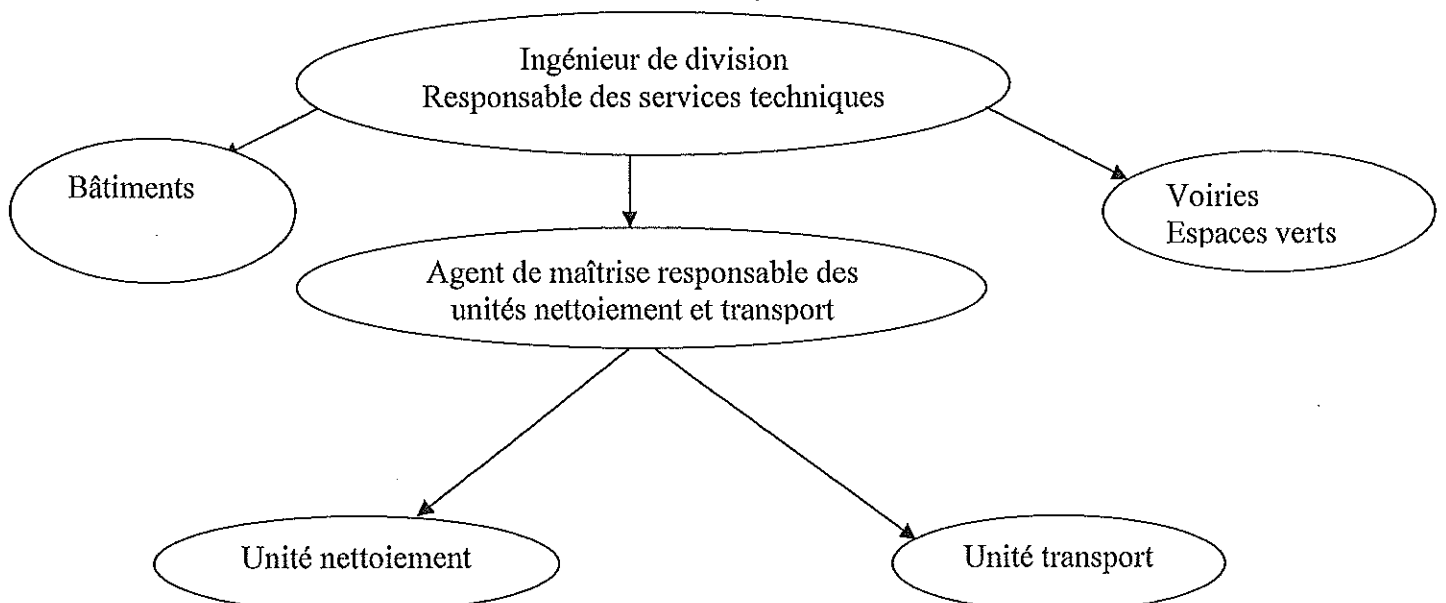 Ingénieur de division
Responsable des services techniques
Bâtiments
Voiries
Espaces verts
Agent de maîtrise responsable des
unités nettoiement et transport
Unité nettoiement
Unité transport